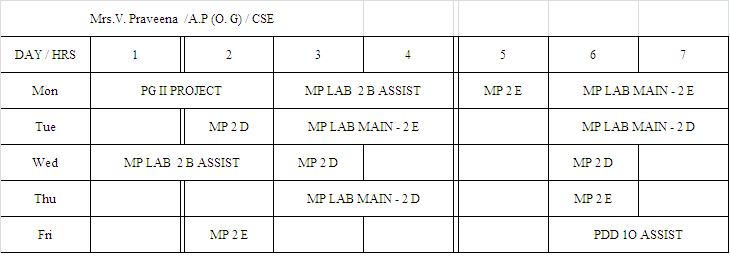 Mrs.V. Praveena /A.P (O. G) / CSE
DAY / HRS 1 2 3 4 5 6 7
Mon PG II PROJECT MP LAB 2 B ASSIST MP 2 E MP LAB MAIN - 2 E
Tue MP 2 D MP LAB MAIN - 2 E MP LAB MAIN - 2 D
Wed MP LAB 2 B ASSIST MP 2 D MP 2 D
Thu MP LAB MAIN - 2 D MP 2 E
Fri MP 2 E PDD 1O ASSIST